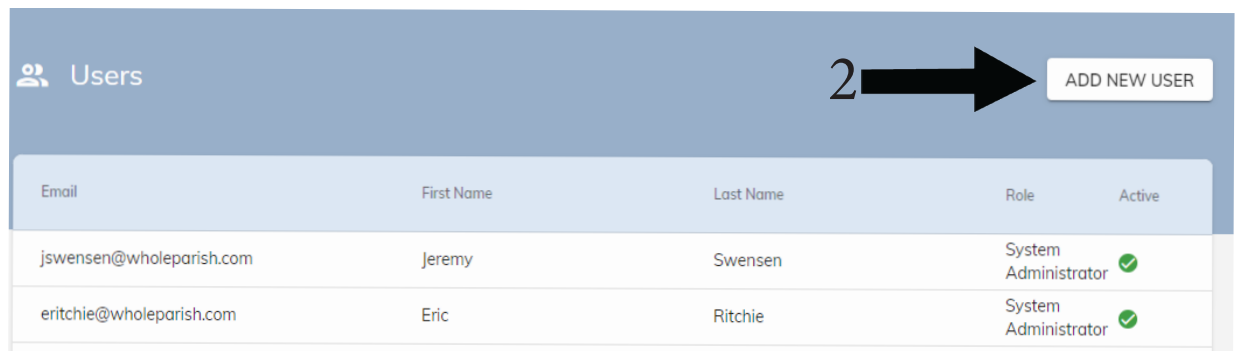 Users
2
ADD NEW USER
Email First Name Last Name Role Active
jswensen@wholeparish.com Jeremy Swensen System Administrator
eritchie@wholeparish.com Eric Ritchie System Administrator